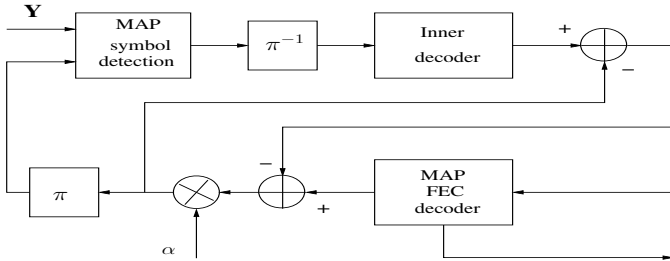 Y
MAP
symbol
detection
π⁻¹
Inner
decoder
+
−
−
π
+
MAP
FEC
decoder
α